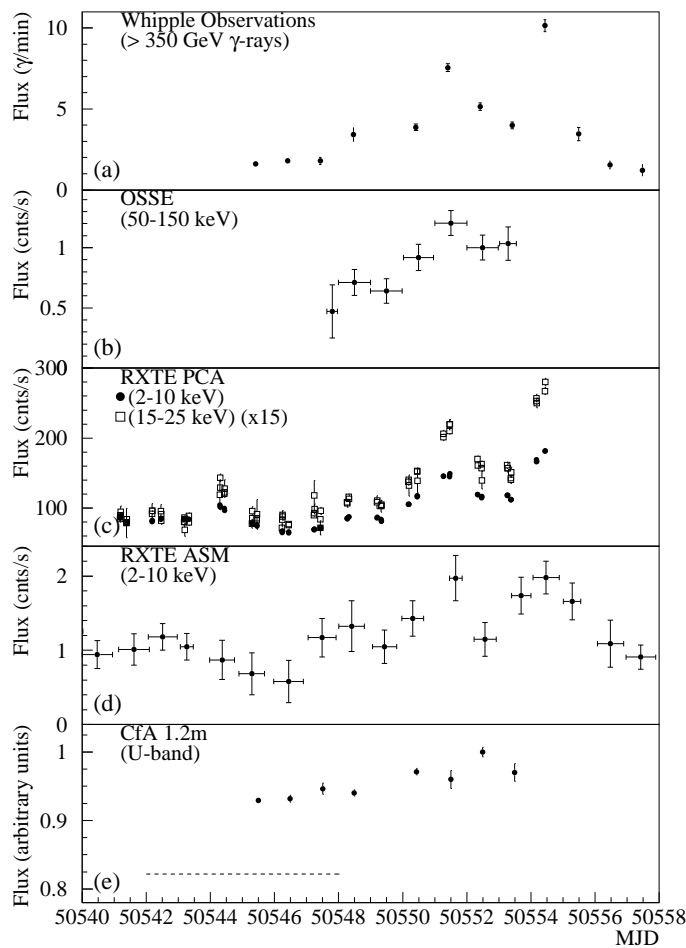 Whipple Observations
(> 350 GeV γ-rays)
Flux (γ/min)
10
5
0
(a)
OSSE
(50-150 keV)
Flux (cnts/s)
1
0.5
0
(b)
RXTE PCA
(2-10 keV)
(15-25 keV) (x15)
Flux (cnts/s)
300
200
100
(c)
RXTE ASM
(2-10 keV)
Flux (cnts/s)
2
1
0
(d)
CfA 1.2m
(U-band)
Flux (arbitrary units)
1
0.9
0.8
(e)
50540 50542 50544 50546 50548 50550 50552 50554 50556 50558
MJD